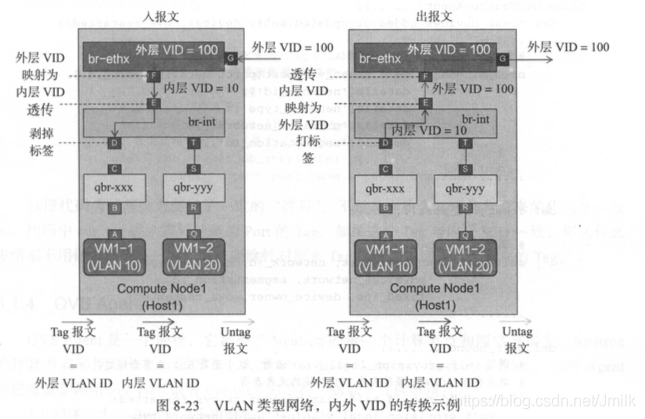 入报文
外层 VID = 100
br-ethx
G
外层 VID = 100
外层 VID
映射为
内层 VID
F
内层 VID = 10
透传
E
br-int
剥掉
标签
D
T
C
S
qbr-xxx
qbr-yyy
B
R
A
Q
VM1-1
(VLAN 10)
VM1-2
(VLAN 20)
Compute Node1
(Host1)
Tag 报文
VID
=
外层 VLAN ID
Tag 报文
VID
=
内层 VLAN ID
Untag
报文
出报文
外层 VID = 100
br-ethx
G
外层 VID = 100
透传
F
外层 VID = 100
内层 VID
映射为
外层 VID
E
br-int
内层 VID = 10
打标
签
D
T
C
S
qbr-xxx
qbr-yyy
B
R
A
Q
VM1-1
(VLAN 10)
VM1-2
(VLAN 20)
Compute Node1
(Host1)
Tag 报文
VID
=
外层 VLAN ID
Tag 报文
VID
=
内层 VLAN ID
Untag
报文
图 8-23 VLAN 类型网络，内外 VID 的转换示例
https://blog.csdn.net/Jmilk